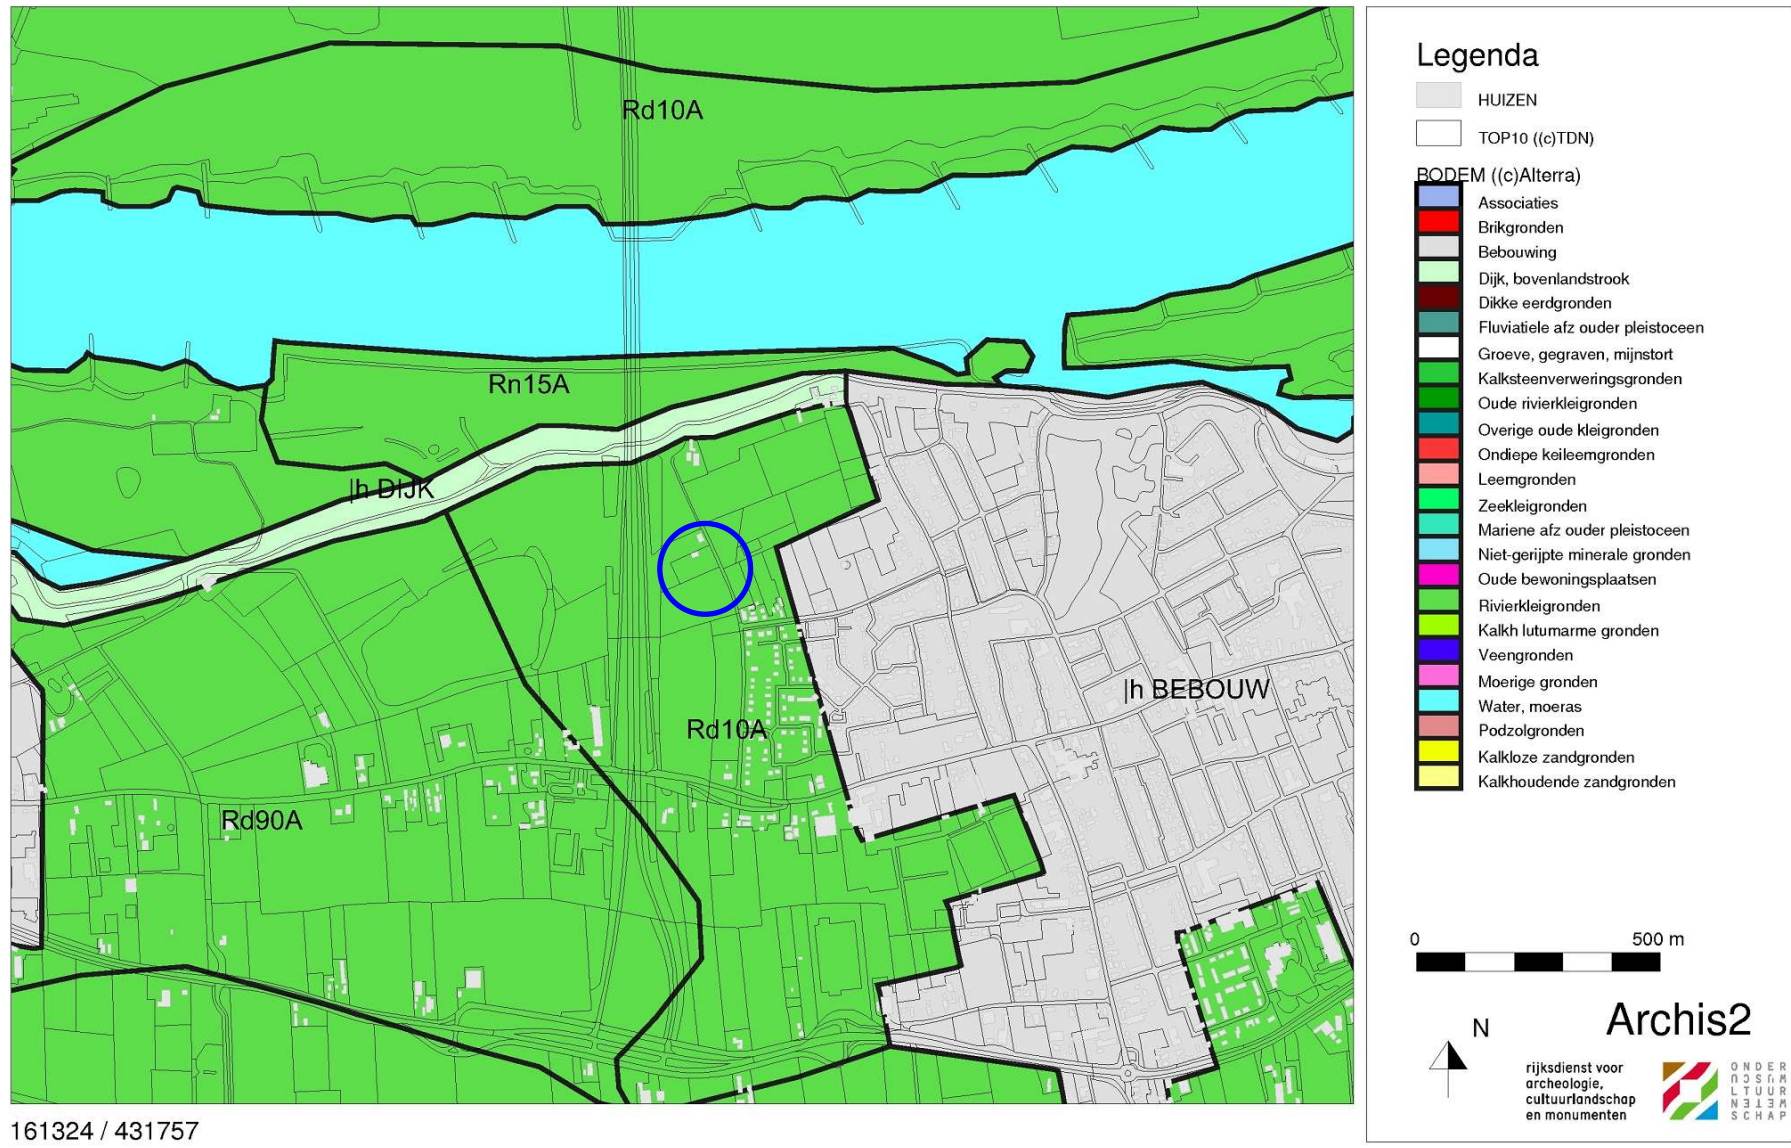 Rd10A
Rn15A
|h DIJK
|h BEBOUW
Rd10A
Rd90A
161324 / 431757
Legenda
HUIZEN
TOP10 ((c)TDN)
BODEM ((c)Alterra)
Associaties
Brikgronden
Bebouwing
Dijk, bovenlandstrook
Dikke eerdgronden
Fluviatiele afz ouder pleistoceen
Groeve, gegraven, mijnstort
Kalksteenverweringsgronden
Oude rivierkleigronden
Overige oude kleigronden
Ondiepe keileemgronden
Leemgronden
Zeekleigronden
Mariene afz ouder pleistoceen
Niet-gerijpte minerale gronden
Oude bewoningsplaatsen
Rivierkleigronden
Kalkh lutumarme gronden
Veengronden
Moerige gronden
Water, moeras
Podzolgronden
Kalkloze zandgronden
Kalkhoudende zandgronden
0 500 m
N
Archis2
rijksdienst voor
archeologie,
cultuurlandschap
en monumenten